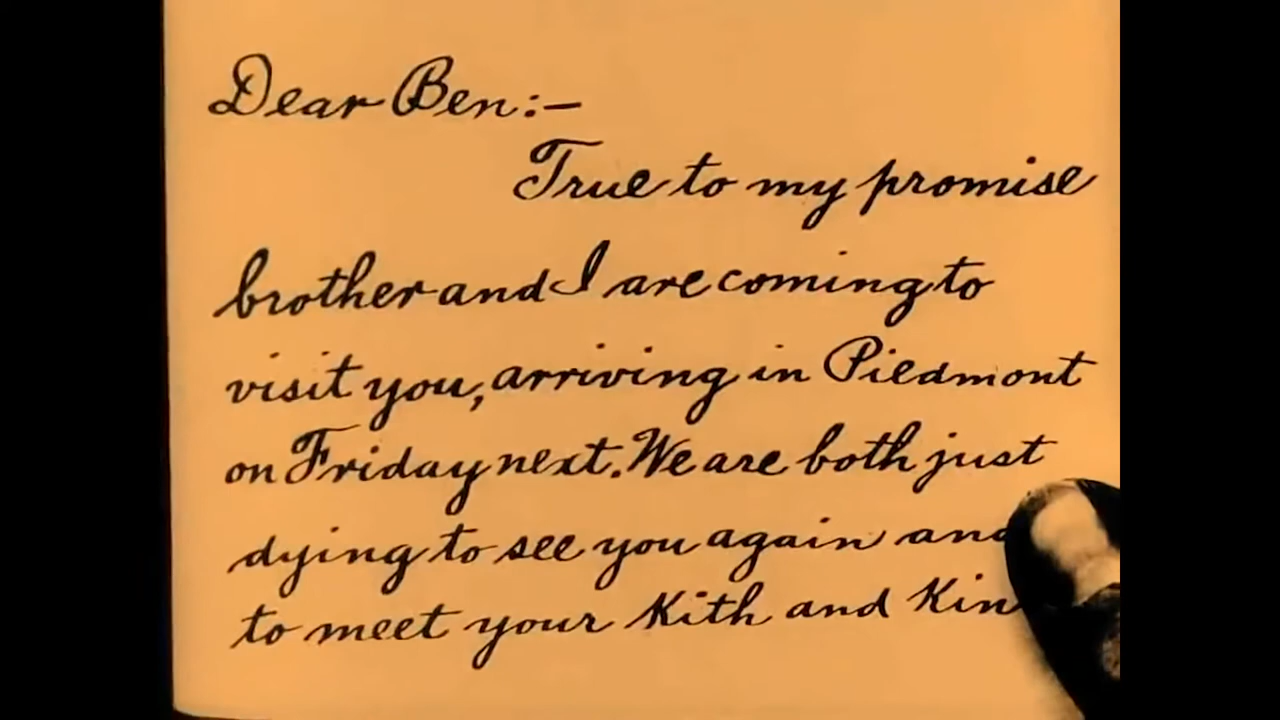 Dear Ben:—
True to my promise
brother and I are coming to
visit you, arriving in Piedmont
on Friday next. We are both just
dying to see you again and
to meet your Kith and Kin